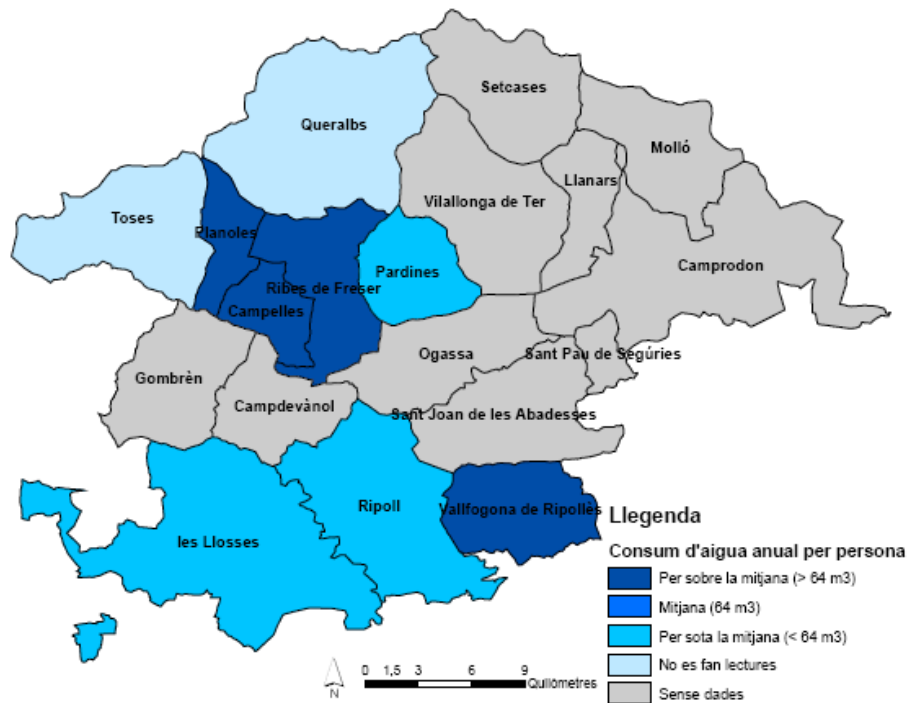 Setcases
Queralbs
Molló
Llanars
Vilallonga de Ter
Toses
Planoles
Pardines
Camprodon
Ribes de Freser
Campelles
Ogassa
Sant Pau de Segúries
Gombrèn
Campdevànol
Sant Joan de les Abadesses
Ripoll
Vallfogona de Ripollès
les Llosses
Llegenda
Consum d'aigua anual per persona
Per sobre la mitjana (> 64 m3)
Mitjana (64 m3)
Per sota la mitjana (< 64 m3)
No es fan lectures
Sense dades
N
0 1,5 3 6 9
Quilòmetres